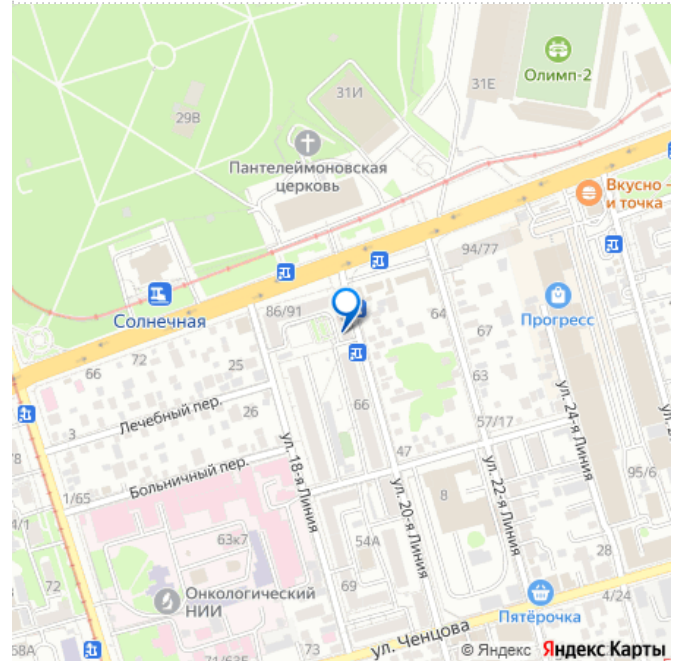 Олимп-2
31И
31Е
29В
Пантелеймоновская
церковь
Вкусно -
и точка
94/77
Солнечная
86/91
64
Прогресс
67
72
66
25
63
Лечебный пер.
26
66
57/17
ул. 24-я Линия
3
ул. 18-я Линия
47
Больничный пер.
1/65
ул. 20-я Линия
ул. 22-я Линия
95/6
8
63к7
54А
28
72
Онкологический
НИИ
69
Пятёрочка
4/24
68А
71/63Б
73
ул. Ченцова
© Яндекс Яндекс Карты